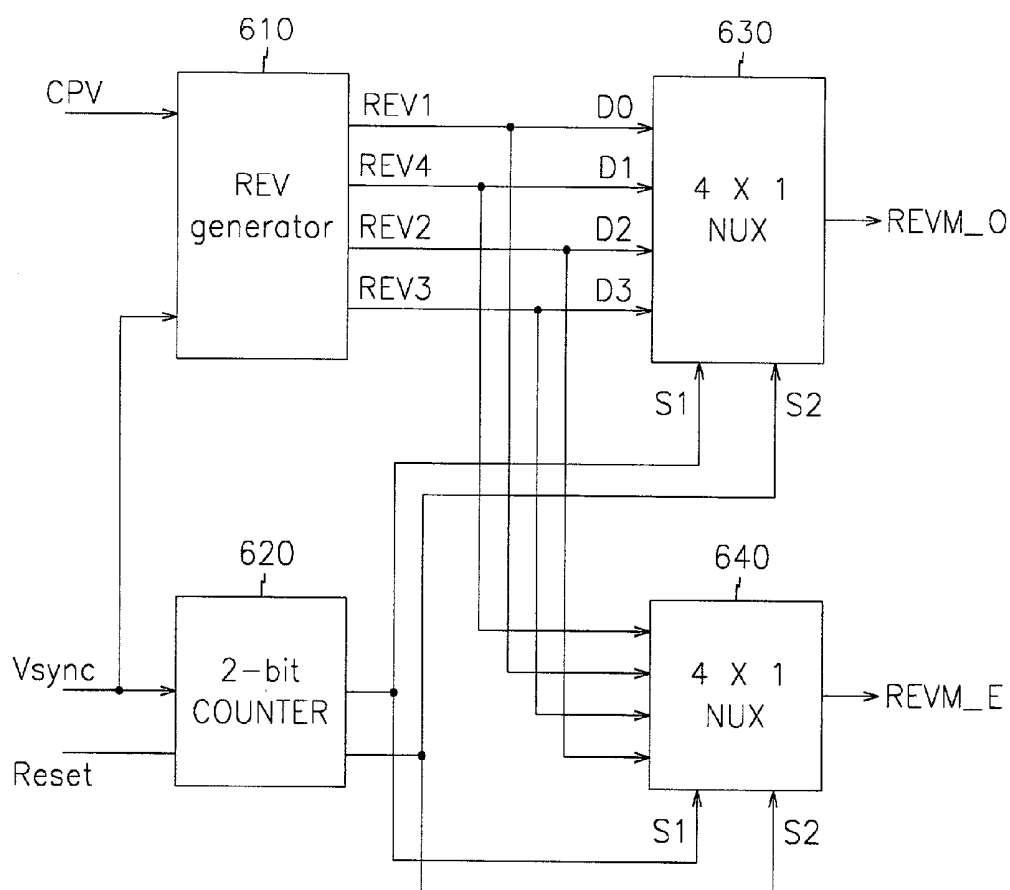 610
630
CPV
REV1
D0
REV4
D1
REV2
D2
REV3
D3
REV
generator
4 X 1
NUX
REVM_O
S1
S2
620
640
Vsync
2-bit
COUNTER
4 X 1
NUX
REVM_E
Reset
S1
S2